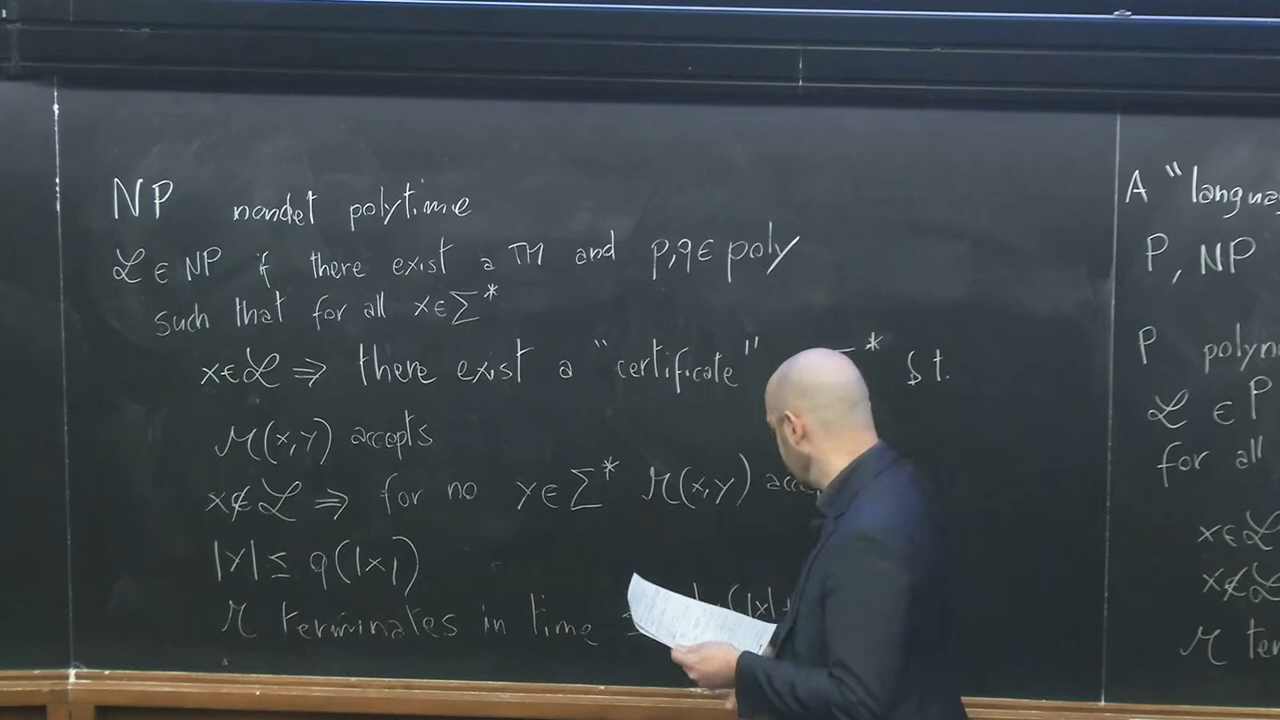 NP nondet polytime
ℒ ∈ NP if there exist a TM and p,q ∈ poly
such that for all x ∈ Σ*
x ∈ ℒ ⇒ there exist a "certificate" * s.t.
M(x,y) accepts
x ∉ ℒ ⇒ for no y ∈ Σ* M(x,y)
|y| ≤ q(|x|)
M terminates in time ≤ (|x|+
A "langua
P, NP
P polyn
ℒ ∈ P
for all
x ∈ ℒ
x ∉ ℒ
M ter